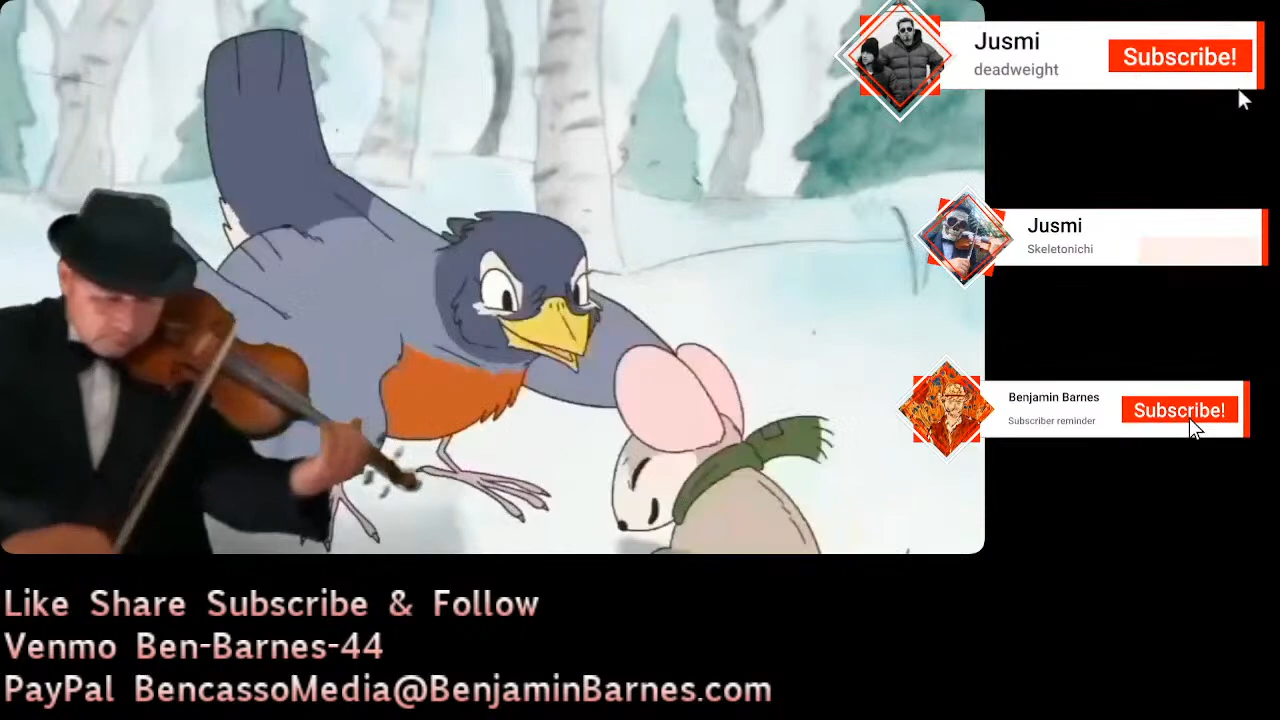 Jusmi
deadweight
Subscribe!
Jusmi
Skeletonichi
Benjamin Barnes
Subscriber reminder
Subscribe!
Like Share Subscribe & Follow
Venmo Ben-Barnes-44
PayPal BencassoMedia@BenjaminBarnes.com